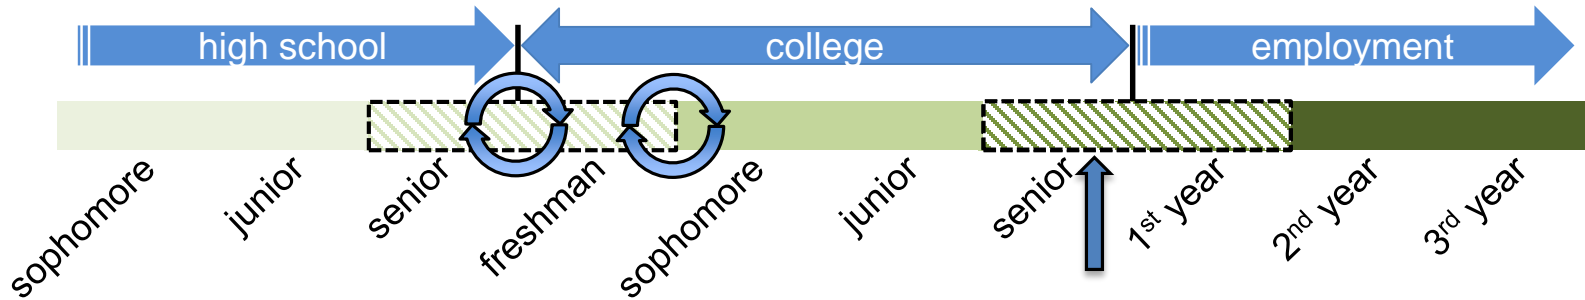 high school
college
employment
sophomore
junior
senior
freshman
sophomore
junior
senior
1st year
2nd year
3rd year